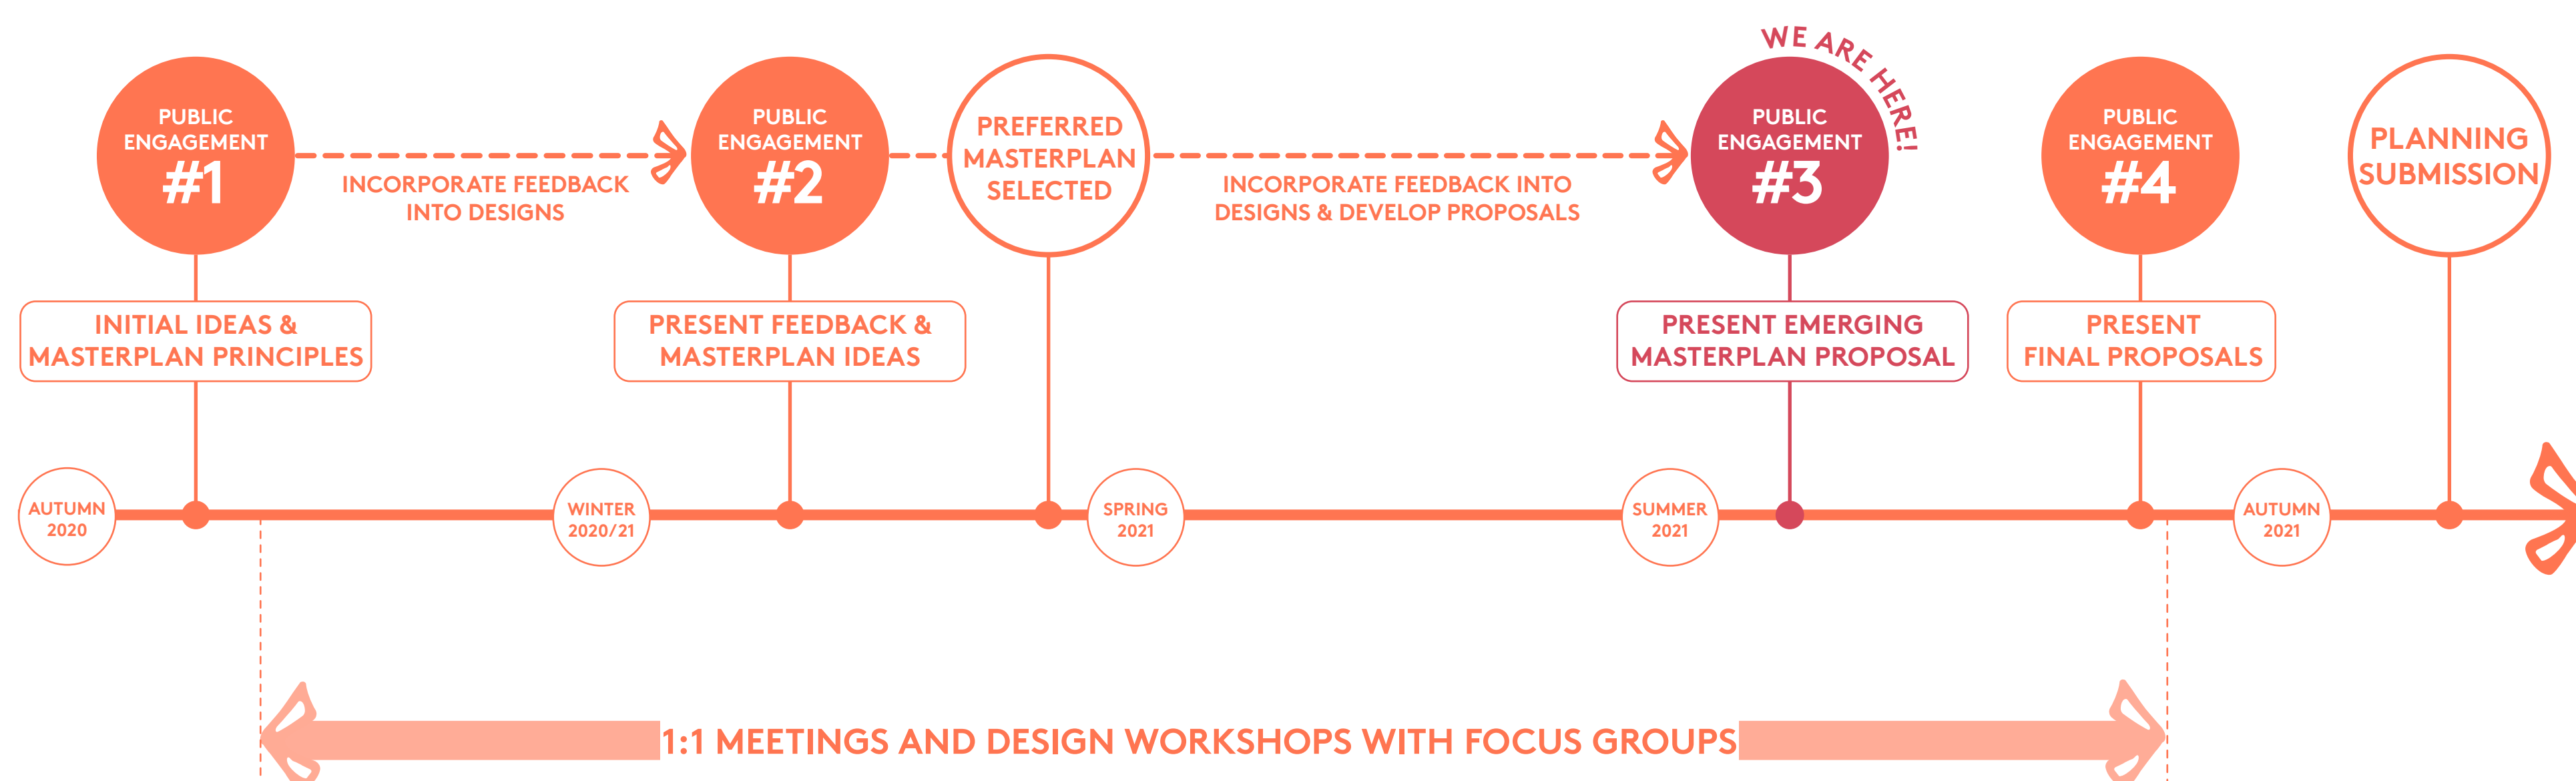 WE ARE HERE!
PUBLIC
ENGAGEMENT
#1
INCORPORATE FEEDBACK
INTO DESIGNS
PUBLIC
ENGAGEMENT
#2
PREFERRED
MASTERPLAN
SELECTED
INCORPORATE FEEDBACK INTO
DESIGNS & DEVELOP PROPOSALS
PUBLIC
ENGAGEMENT
#3
PUBLIC
ENGAGEMENT
#4
PLANNING
SUBMISSION
INITIAL IDEAS &
MASTERPLAN PRINCIPLES
PRESENT FEEDBACK &
MASTERPLAN IDEAS
PRESENT EMERGING
MASTERPLAN PROPOSAL
PRESENT
FINAL PROPOSALS
AUTUMN
2020
WINTER
2020/21
SPRING
2021
SUMMER
2021
AUTUMN
2021
1:1 MEETINGS AND DESIGN WORKSHOPS WITH FOCUS GROUPS